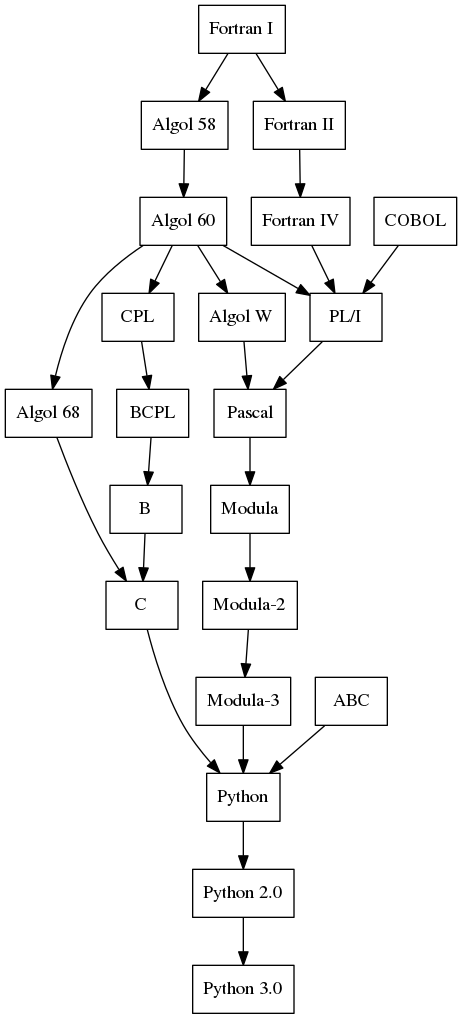 Fortran I
Algol 58
Fortran II
Algol 60
Fortran IV
COBOL
CPL
Algol W
PL/I
Algol 68
BCPL
Pascal
B
Modula
C
Modula-2
Modula-3
ABC
Python
Python 2.0
Python 3.0